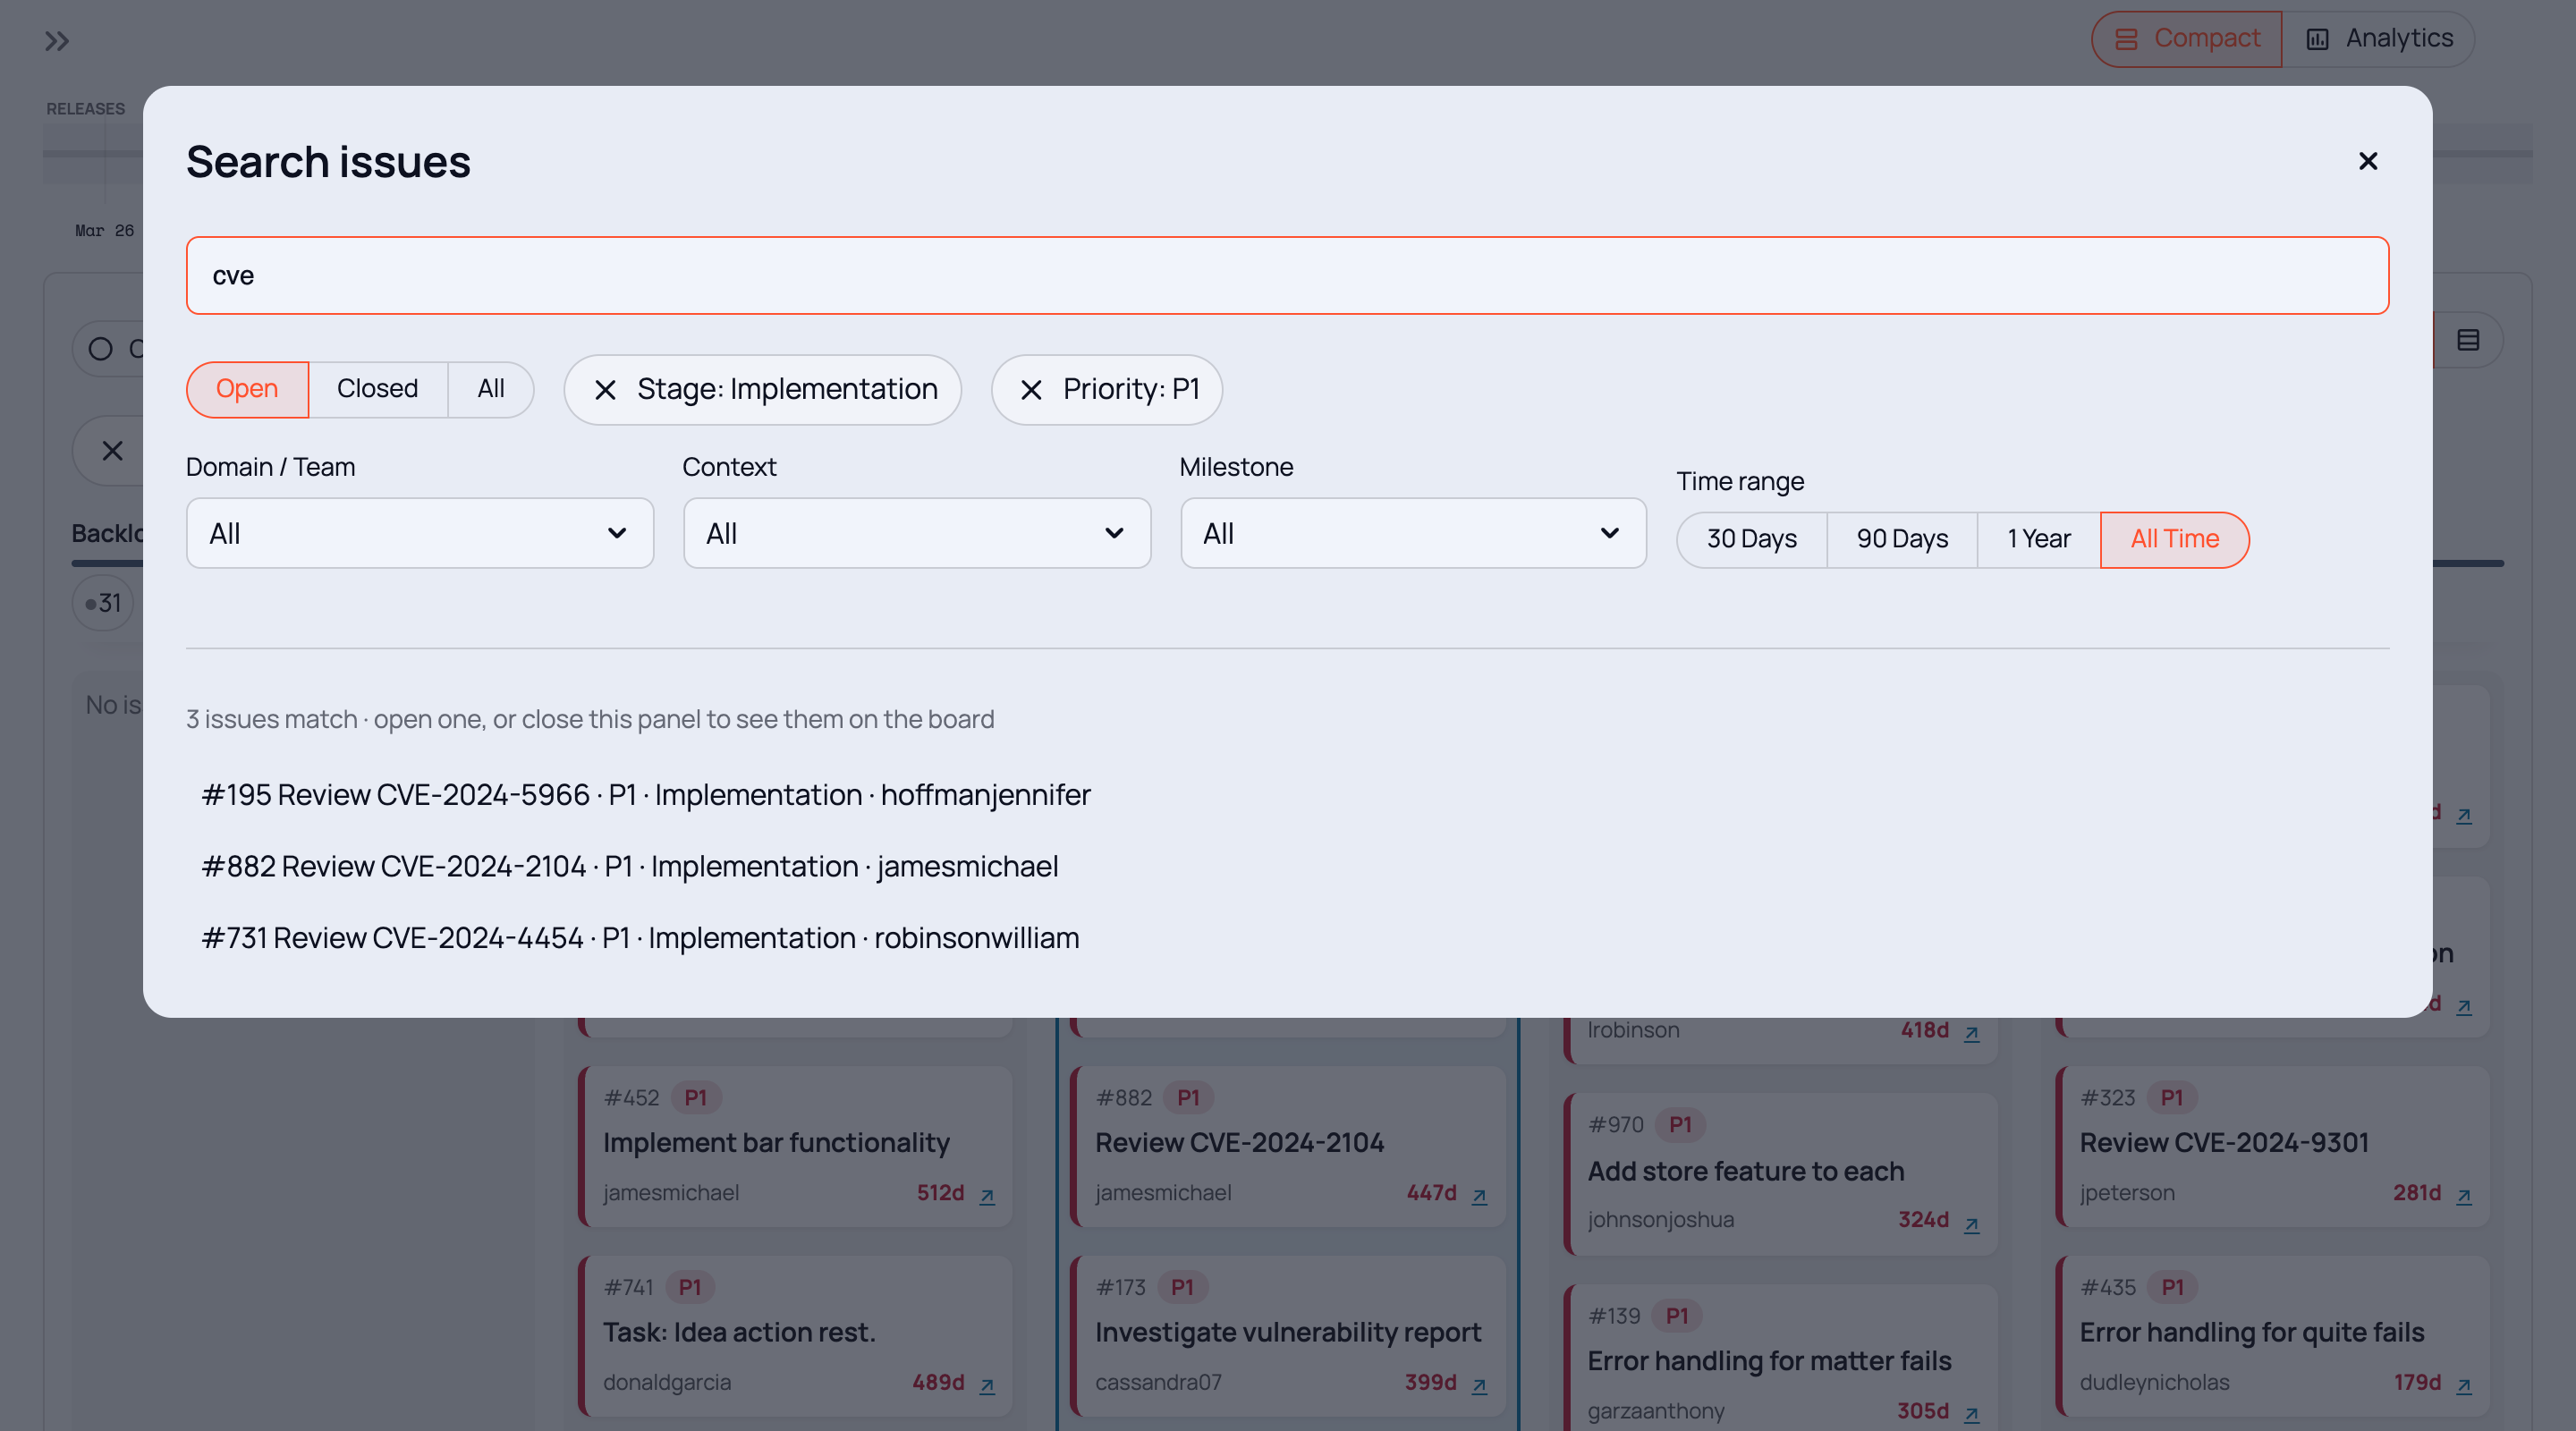 Compact
Analytics
RELEASES
Mar 26
Search issues
cve
Open
Closed
All
Stage: Implementation
Priority: P1
Domain / Team
Context
Milestone
Time range
All
All
All
30 Days
90 Days
1 Year
All Time
31
3 issues match · open one, or close this panel to see them on the board
#195 Review CVE-2024-5966 · P1 · Implementation · hoffmanjennifer
#882 Review CVE-2024-2104 · P1 · Implementation · jamesmichael
#731 Review CVE-2024-4454 · P1 · Implementation · robinsonwilliam
#452 P1
Implement bar functionality
jamesmichael 512d
#741 P1
Task: Idea action rest.
donaldgarcia 489d
#882 P1
Review CVE-2024-2104
jamesmichael 447d
#173 P1
Investigate vulnerability report
cassandra07 399d
lrobinson 418d
#970 P1
Add store feature to each
johnsonjoshua 324d
#139 P1
Error handling for matter fails
garzaanthony 305d
#323 P1
Review CVE-2024-9301
jpeterson 281d
#435 P1
Error handling for quite fails
dudleynicholas 179d